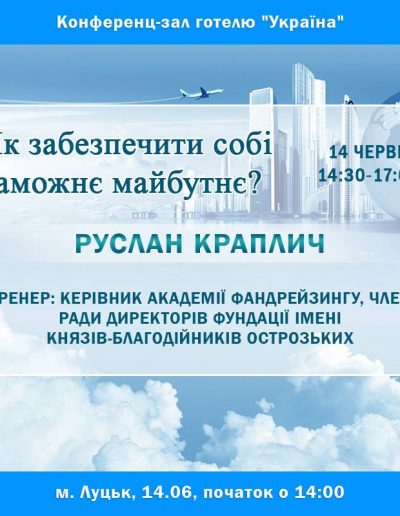 Конференц-зал готелю "Україна"
к забезпечити собі
аможнє майбутнє?
14 ЧЕРВ
14:30-17:0
РУСЛАН КРАПЛИЧ
РЕНЕР: КЕРІВНИК АКАДЕМІЇ ФАНДРЕЙЗИНГУ, ЧЛЕ
РАДИ ДИРЕКТОРІВ ФУНДАЦІЇ ІМЕНІ
КНЯЗІВ-БЛАГОДІЙНИКІВ ОСТРОЗЬКИХ
м. Луцьк, 14.06, початок о 14:00